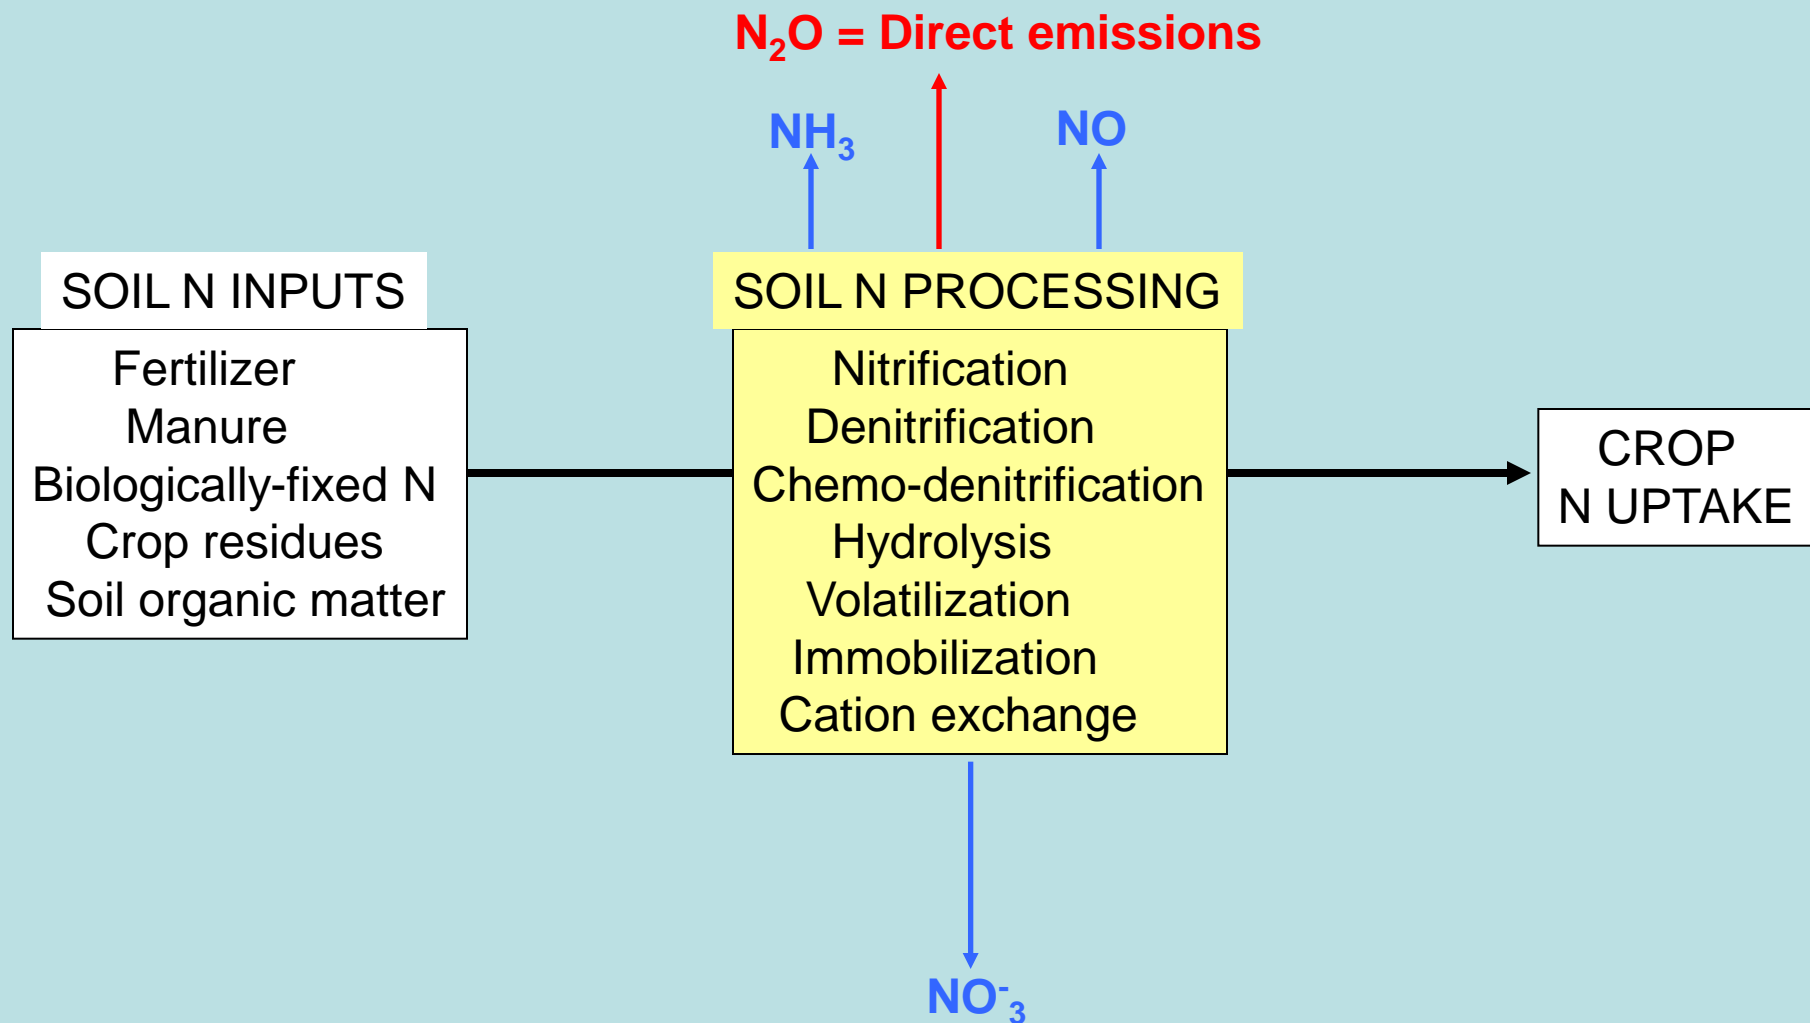 N₂O = Direct emissions
NH₃
NO
SOIL N INPUTS
Fertilizer
Manure
Biologically-fixed N
Crop residues
Soil organic matter
SOIL N PROCESSING
Nitrification
Denitrification
Chemo-denitrification
Hydrolysis
Volatilization
Immobilization
Cation exchange
CROP
N UPTAKE
NO⁻₃